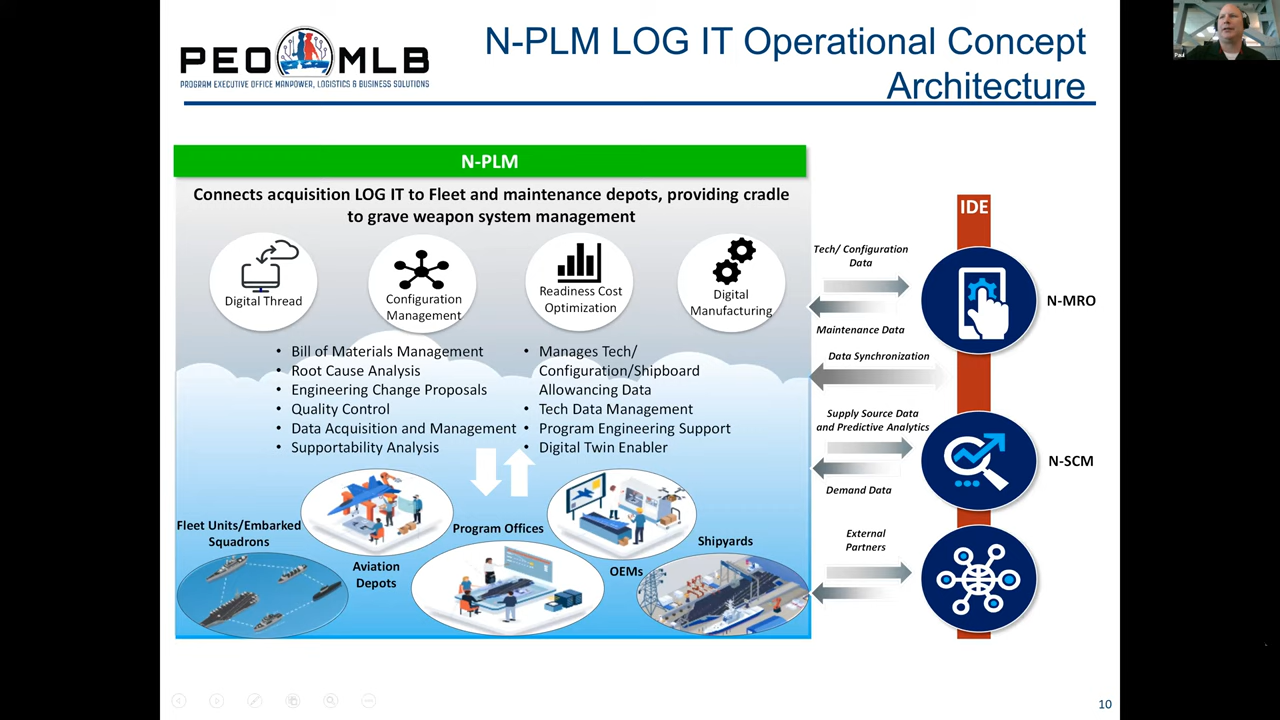 PEO MLB
PROGRAM EXECUTIVE OFFICE MANPOWER, LOGISTICS & BUSINESS SOLUTIONS
N-PLM LOG IT Operational Concept
Architecture
Paul
N-PLM
Connects acquisition LOG IT to Fleet and maintenance depots, providing cradle
to grave weapon system management
Digital Thread
Configuration
Management
Readiness Cost
Optimization
Digital
Manufacturing
• Bill of Materials Management
• Root Cause Analysis
• Engineering Change Proposals
• Quality Control
• Data Acquisition and Management
• Supportability Analysis
• Manages Tech/
Configuration/Shipboard
Allowancing Data
• Tech Data Management
• Program Engineering Support
• Digital Twin Enabler
Fleet Units/Embarked
Squadrons
Aviation
Depots
Program Offices
OEMs
Shipyards
Tech/ Configuration
Data
Maintenance Data
Data Synchronization
Supply Source Data
and Predictive Analytics
Demand Data
External
Partners
IDE
N-MRO
N-SCM
10